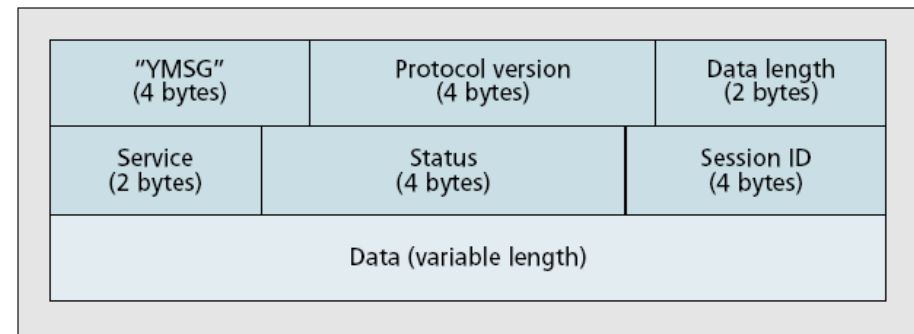 ”YMSG” Protocol version Data length
(4 bytes) (4 bytes) (2 bytes)
Service Status Session ID
(2 bytes) (4 bytes) (4 bytes)
Data (variable length)